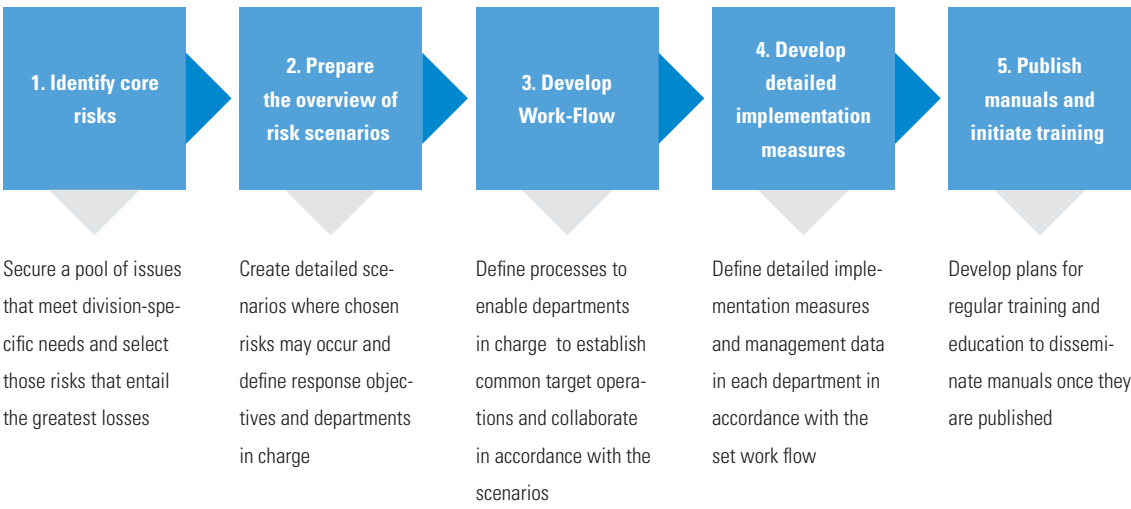 1. Identify core
risks
2. Prepare
the overview of
risk scenarios
3. Develop
Work-Flow
4. Develop
detailed
implementation
measures
5. Publish
manuals and
initiate training
Secure a pool of issues
that meet division-spe-
cific needs and select
those risks that entail
the greatest losses
Create detailed sce-
narios where chosen
risks may occur and
define response objec-
tives and departments
in charge
Define processes to
enable departments
in charge  to establish
common target opera-
tions and collaborate
in accordance with the
scenarios
Define detailed imple-
mentation measures
and management data
in each department in
accordance with the
set work flow
Develop plans for
regular training and
education to dissemi-
nate manuals once they
are published